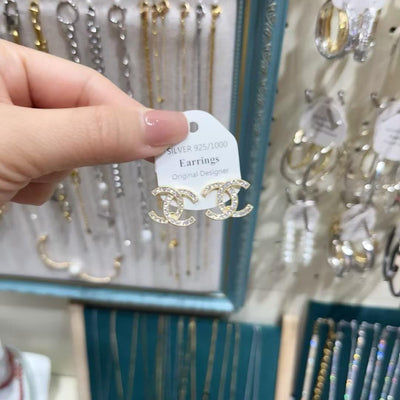 SILVER 925/1000
Earrings
Original Designer